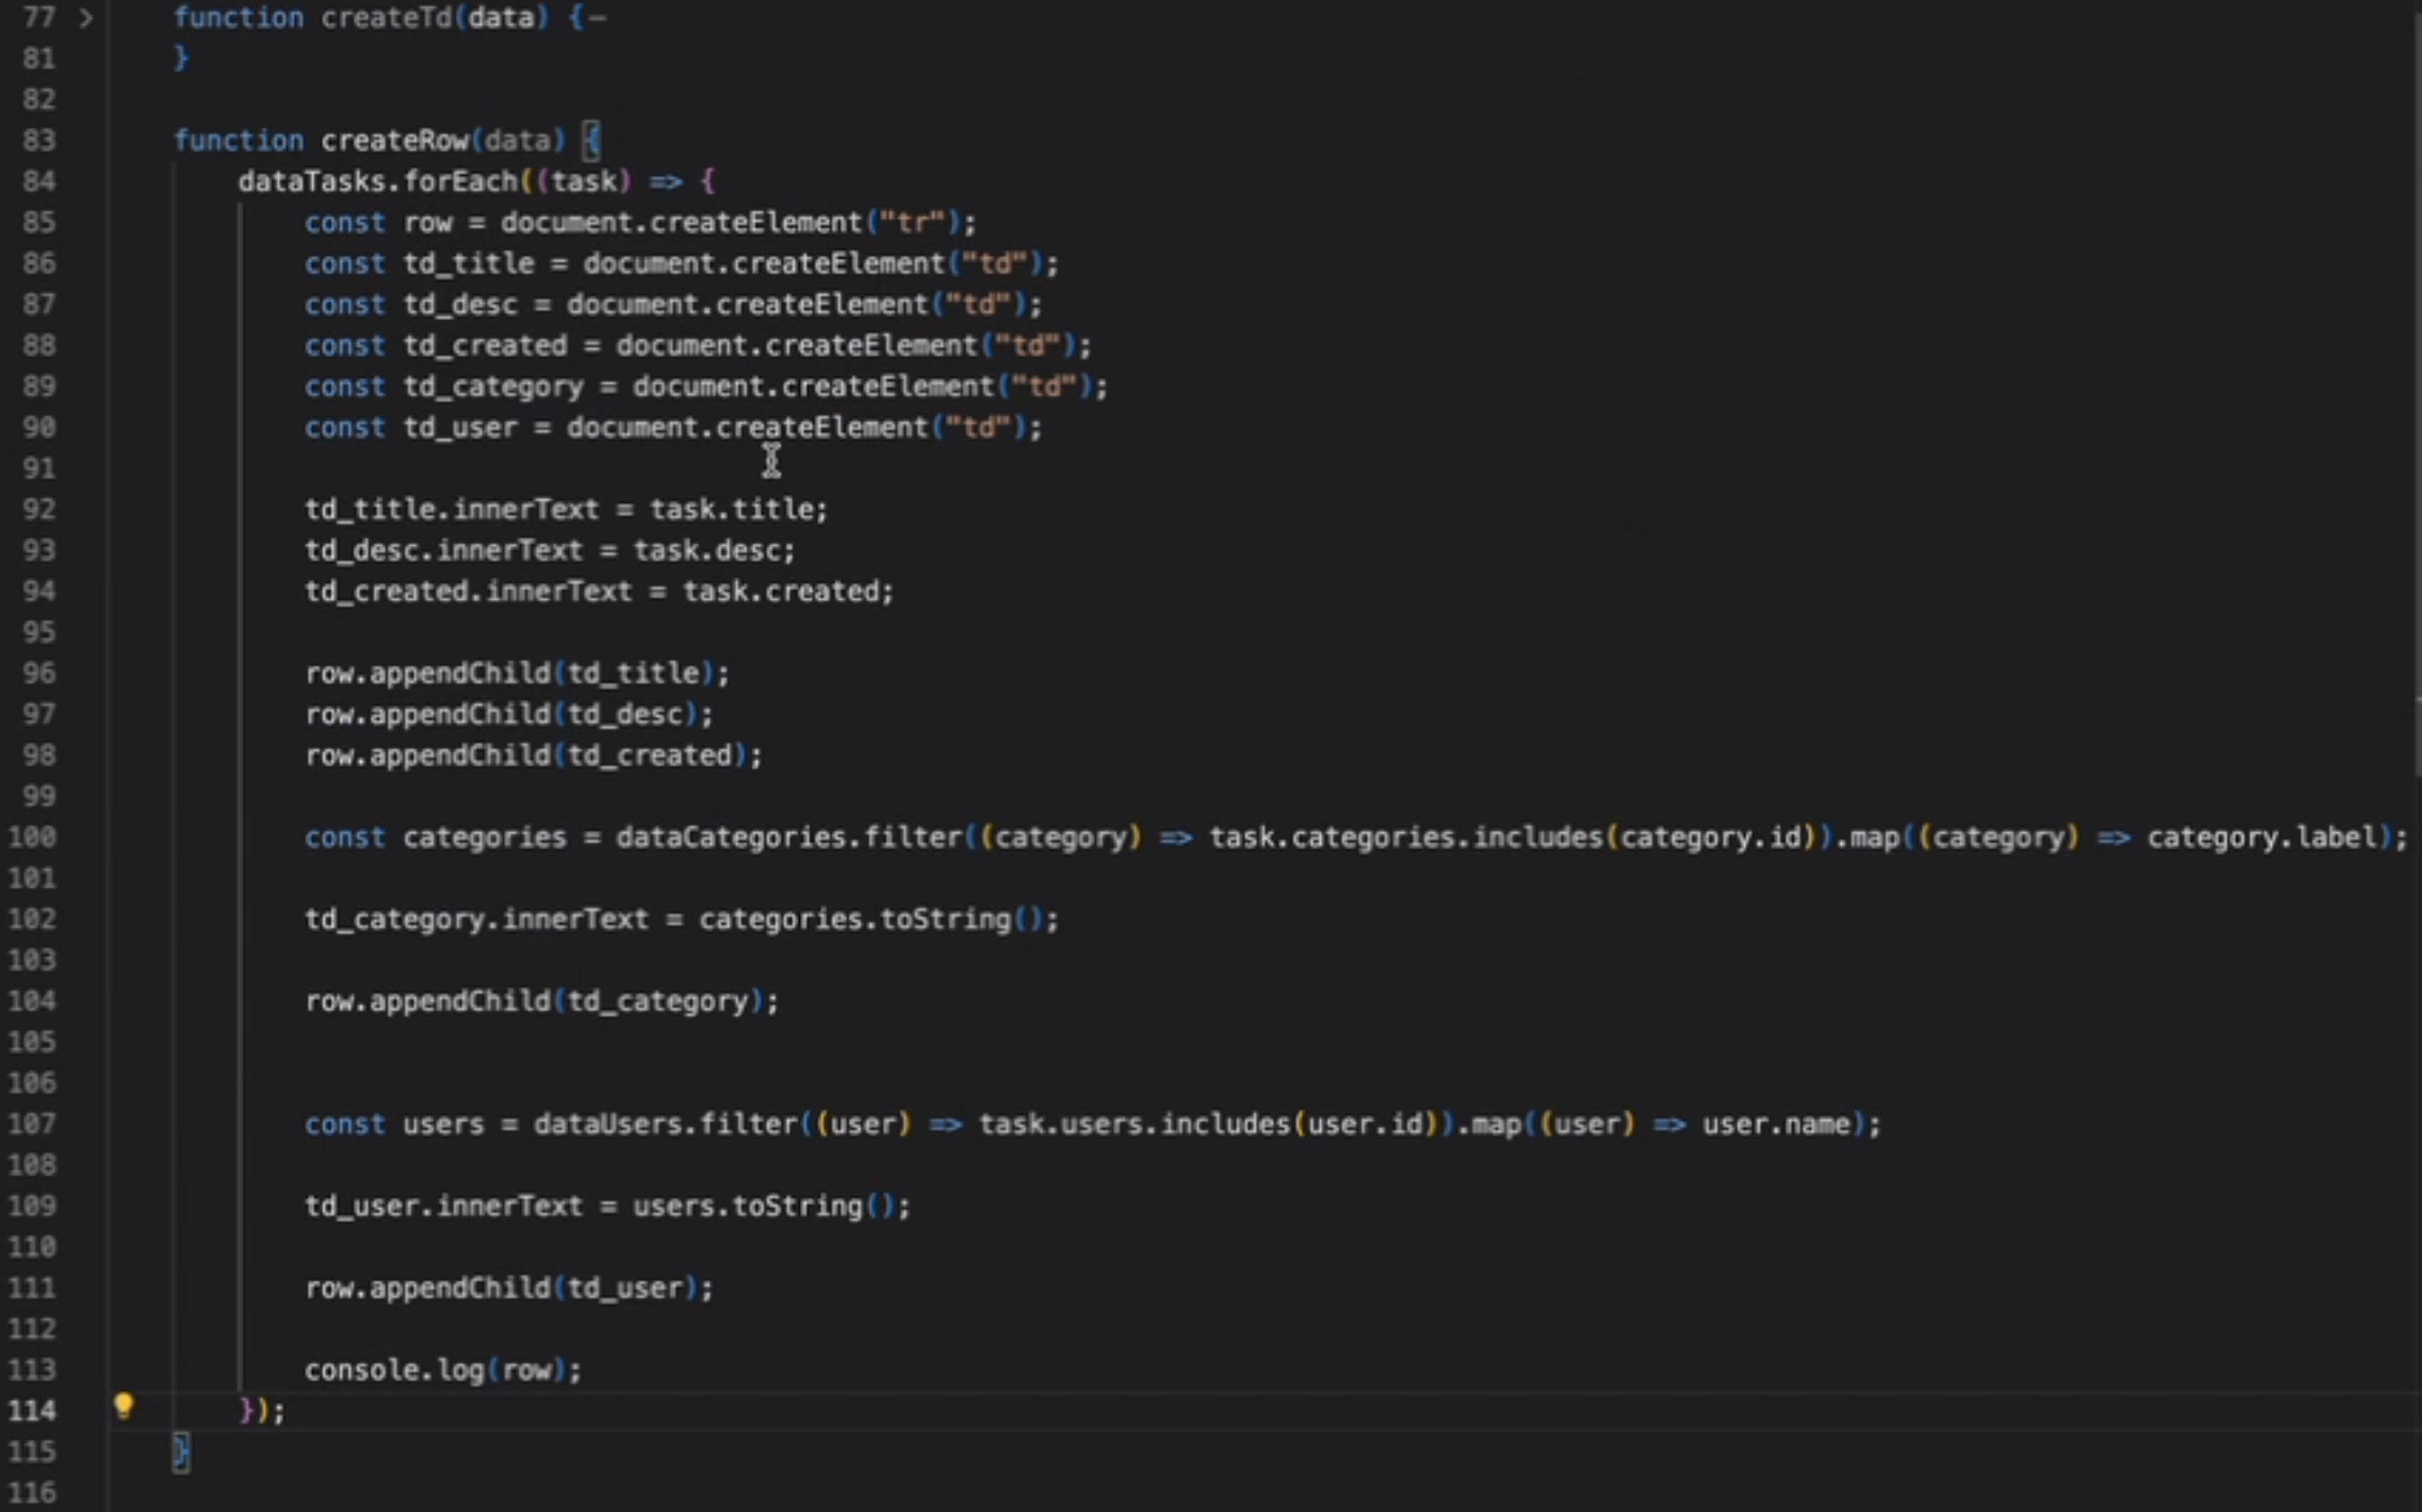 77 > function createTd(data) {–
81 }
82
83 function createRow(data) {
84 dataTasks.forEach((task) => {
85 const row = document.createElement("tr");
86 const td_title = document.createElement("td");
87 const td_desc = document.createElement("td");
88 const td_created = document.createElement("td");
89 const td_category = document.createElement("td");
90 const td_user = document.createElement("td");
91
92 td_title.innerText = task.title;
93 td_desc.innerText = task.desc;
94 td_created.innerText = task.created;
95
96 row.appendChild(td_title);
97 row.appendChild(td_desc);
98 row.appendChild(td_created);
99
100 const categories = dataCategories.filter((category) => task.categories.includes(category.id)).map((category) => category.label);
101
102 td_category.innerText = categories.toString();
103
104 row.appendChild(td_category);
105
106
107 const users = dataUsers.filter((user) => task.users.includes(user.id)).map((user) => user.name);
108
109 td_user.innerText = users.toString();
110
111 row.appendChild(td_user);
112
113 console.log(row);
114 });
115 }
116